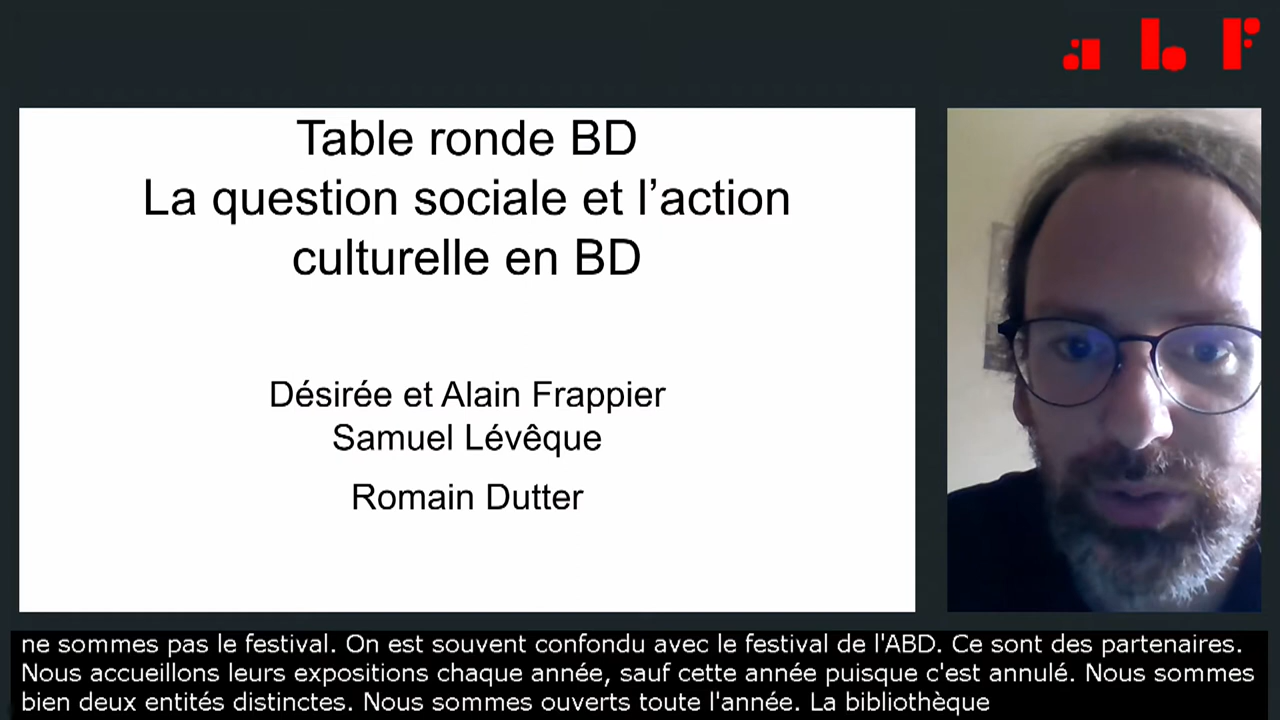 abf
Table ronde BD
La question sociale et l’action
culturelle en BD
Désirée et Alain Frappier
Samuel Lévêque
Romain Dutter
ne sommes pas le festival. On est souvent confondu avec le festival de l'ABD. Ce sont des partenaires.
Nous accueillons leurs expositions chaque année, sauf cette année puisque c'est annulé. Nous sommes
bien deux entités distinctes. Nous sommes ouverts toute l'année. La bibliothèque